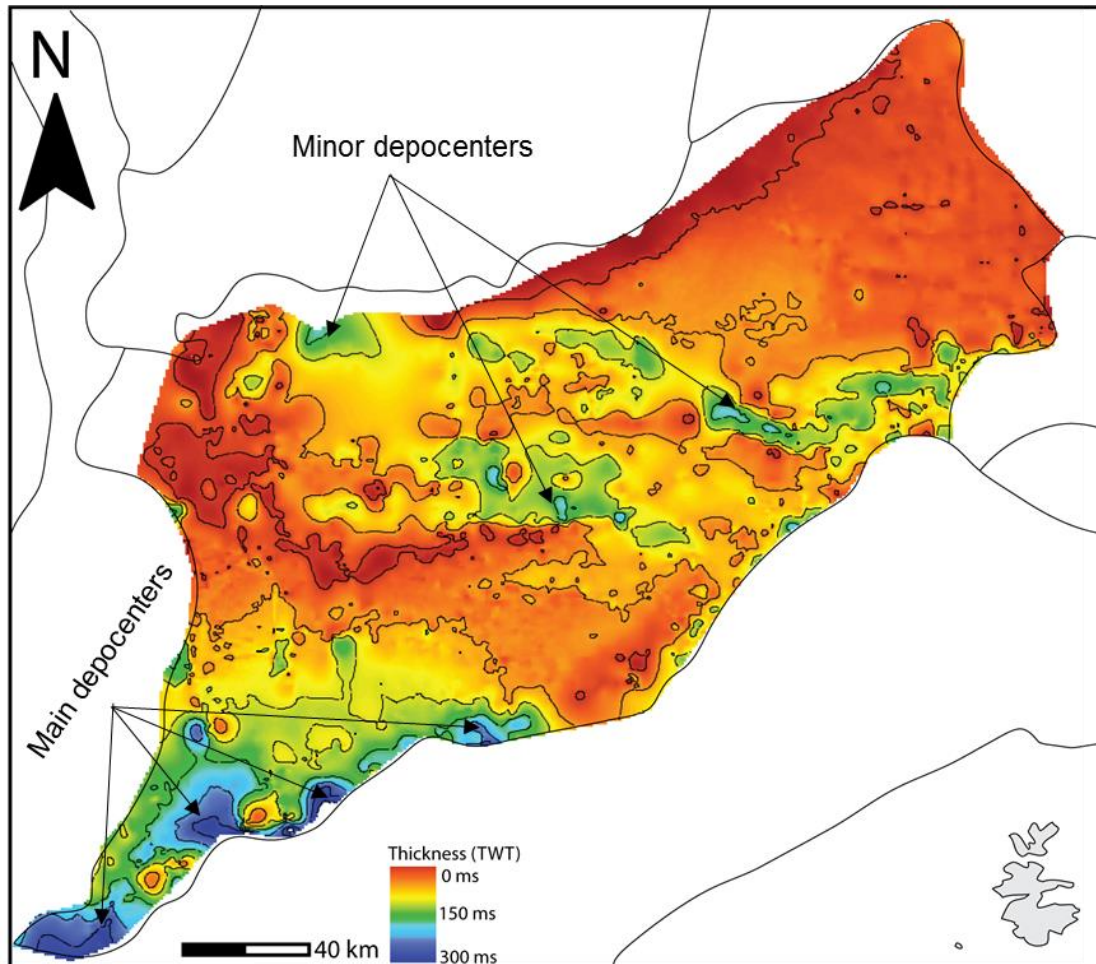 N
Minor depocenters
Main depocenters
Thickness (TWT)
0 ms
150 ms
300 ms
40 km